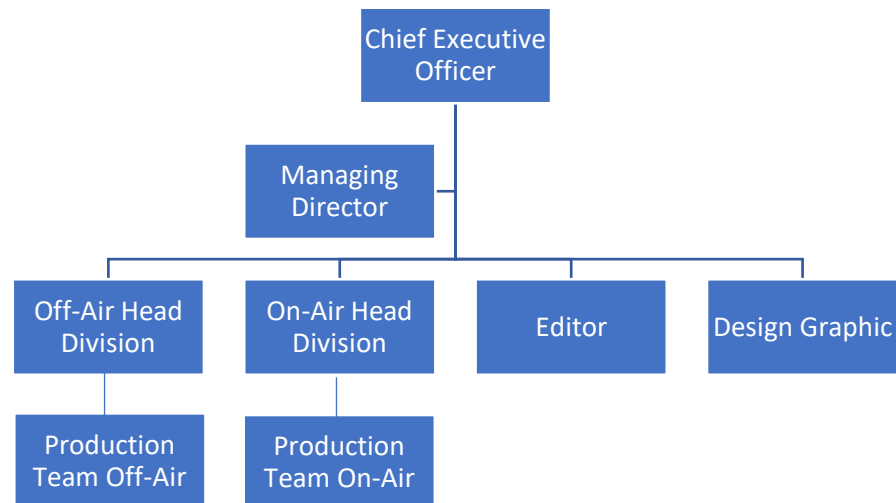 Chief Executive
Officer
Managing
Director
Off-Air Head
Division
On-Air Head
Division
Editor
Design Graphic
Production
Team Off-Air
Production
Team On-Air